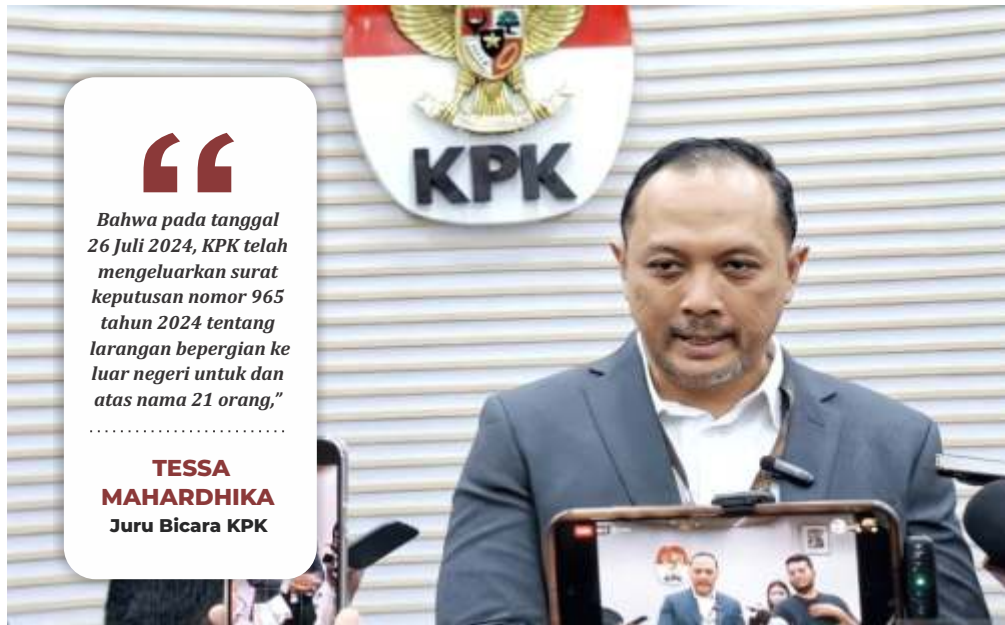 KPK
“
Bahwa pada tanggal
26 Juli 2024, KPK telah
mengeluarkan surat
keputusan nomor 965
tahun 2024 tentang
larangan bepergian ke
luar negeri untuk dan
atas nama 21 orang,”
TESSA
MAHARDHIKA
Juru Bicara KPK
KPK